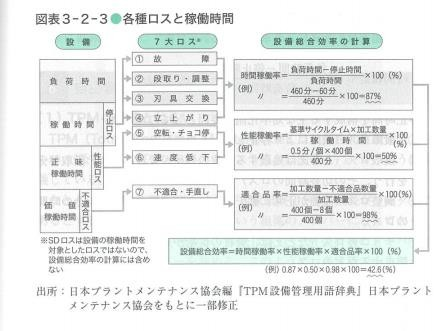 図表3-2-3●各種ロスと稼働時間
設備
7大ロス※
設備総合効率の計算
負荷時間
稼働時間
停止ロス
正味
稼働時間
性能ロス
価値
稼働時間
不適合ロス
① 故障
② 段取り・調整
③ 刃具交換
④ 立上がり
⑤ 空転・チョコ停
⑥ 速度低下
⑦ 不適合・手直し
時間稼働率=負荷時間-停止時間/負荷時間×100 (%)
(例) 〃 =460分-60分/460分×100=87%
性能稼働率=基準サイクルタイム×加工数量/稼働時間×100 (%)
(例) 〃 =0.5分/個×400個/400分×100=50%
適合品率=加工数量-不適合品数量/加工数量×100 (%)
(例) 〃 =400個-8個/400個×100=98%
設備総合効率=時間稼働率×性能稼働率×適合品率×100 (%)
(例) 0.87×0.50×0.98×100=42.6(%)
※SDロスは設備の稼働時間を
対象としたロスではないので、
設備総合効率の計算には含め
ない
出所:日本プラントメンテナンス協会編『TPM設備管理用語辞典』日本プラント
メンテナンス協会をもとに一部修正